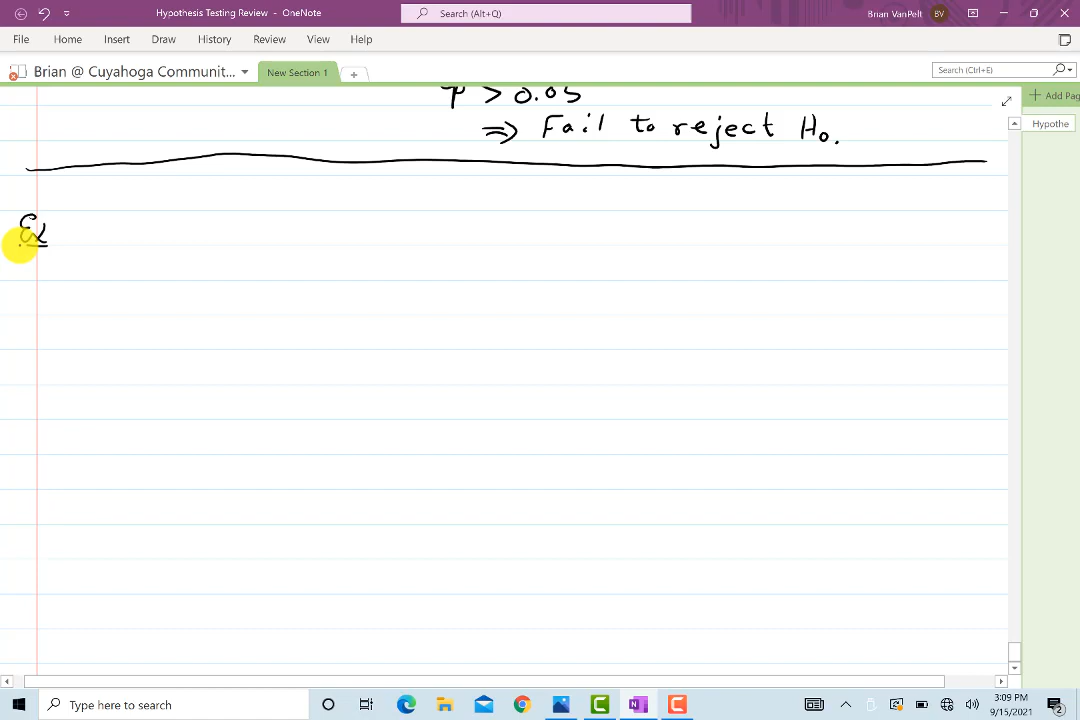 Hypothesis Testing Review - OneNote
Search (Alt+Q)
Brian VanPelt
BV
File Home Insert Draw History Review View Help
Brian @ Cuyahoga Communit...
New Section 1
Search (Ctrl+E)
Add Pag
Hypothe
p > 0.05
⇒ Fail to reject H₀.
Ex
Type here to search
3:09 PM
9/15/2021
2